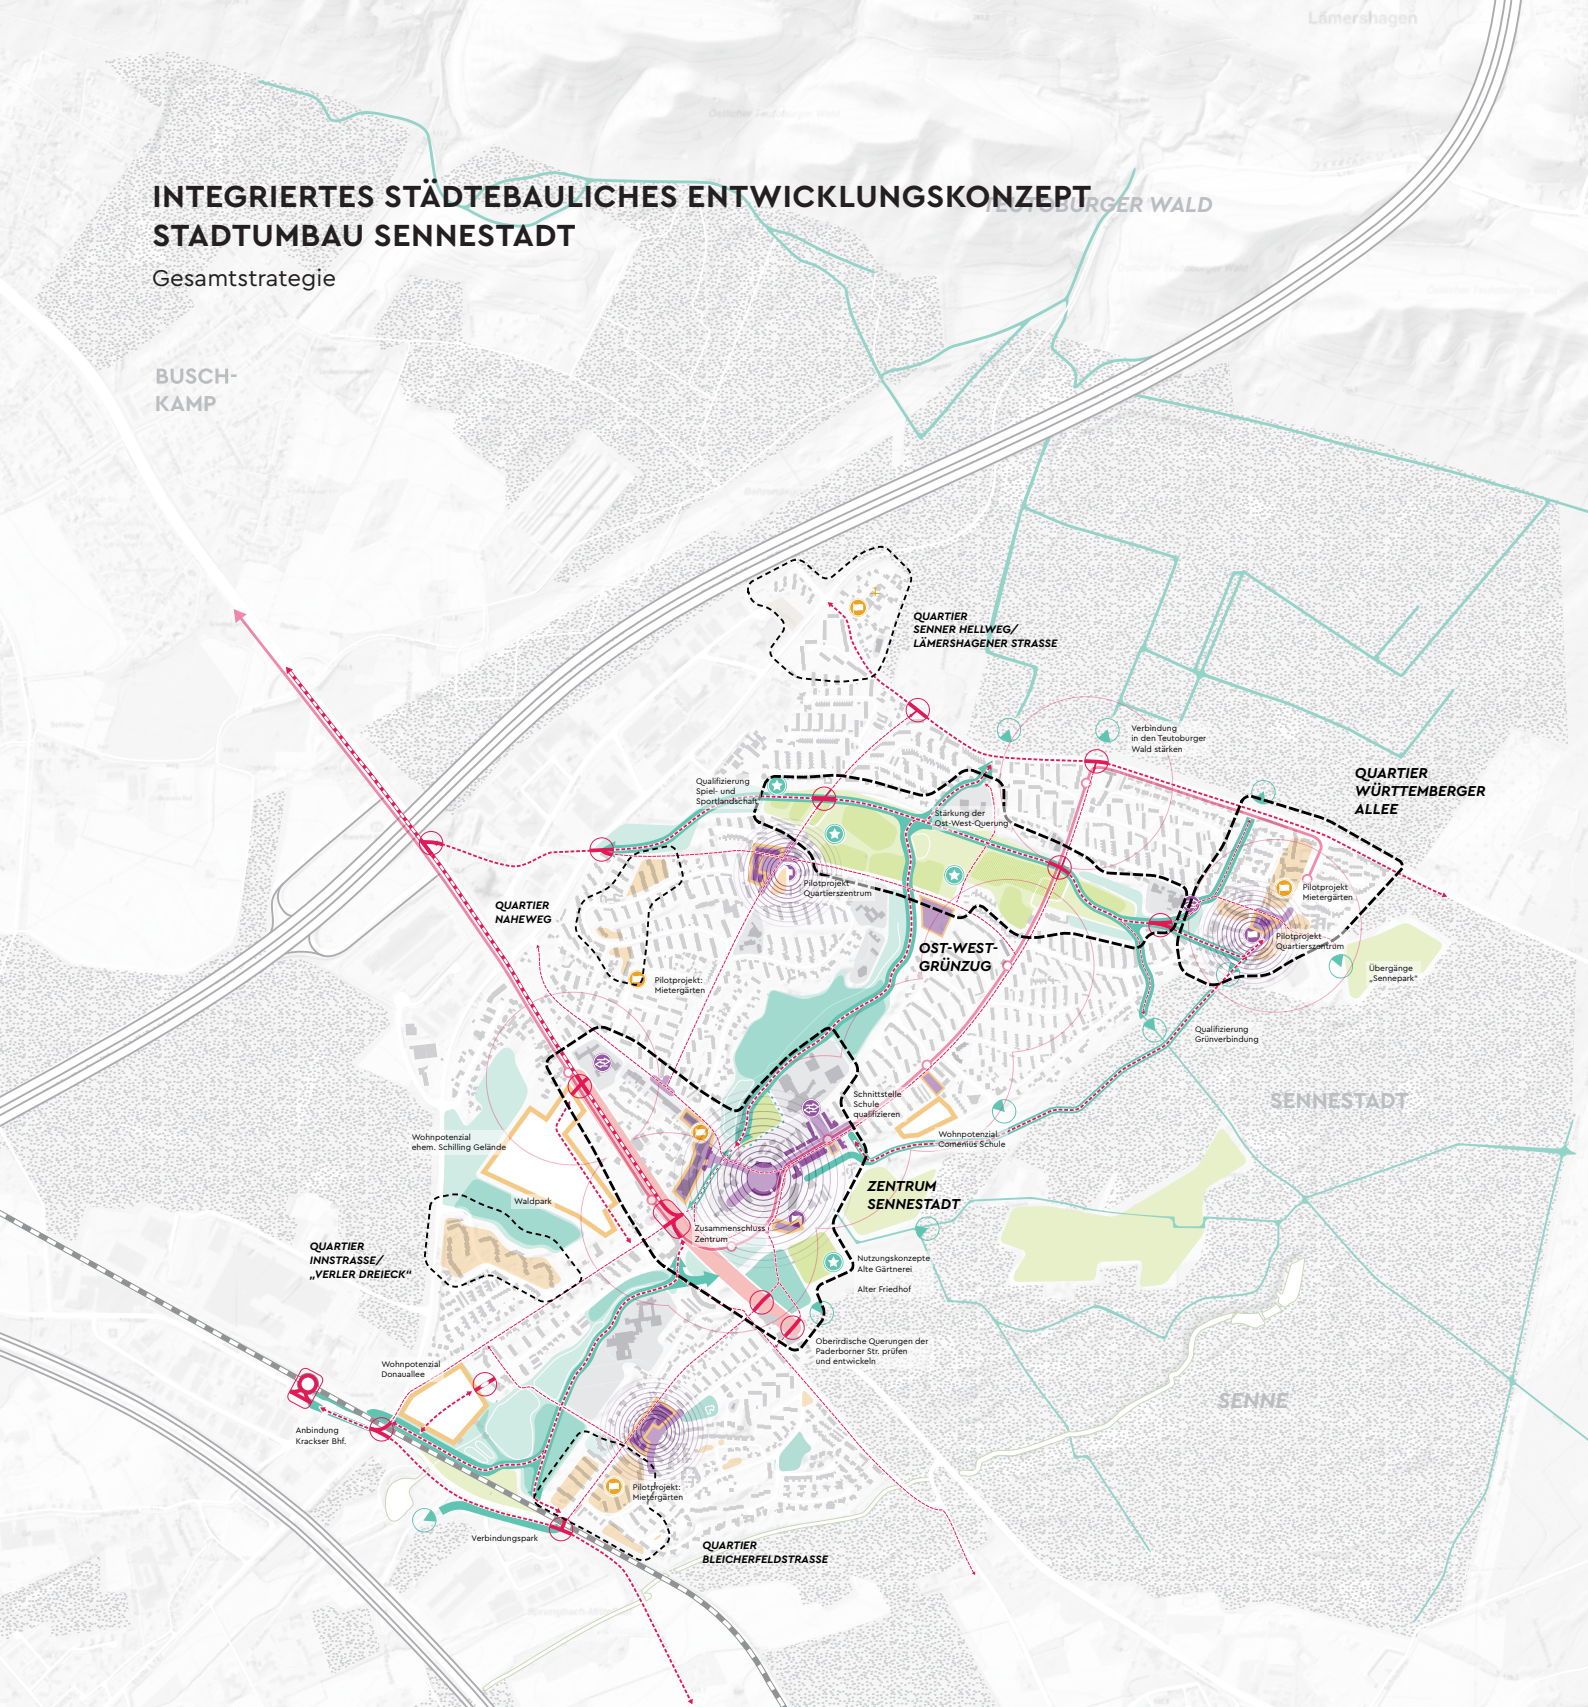 Lämershagen
INTEGRIERTES STÄDTEBAULICHES ENTWICKLUNGSKONZEPT
STADTUMBAU SENNESTADT
Gesamtstrategie
TEUTOBURGER WALD
BUSCH-
KAMP
QUARTIER
SENNER HELLWEG/
LÄMERSHAGENER STRASSE
Verbindung
in den Teutoburger
Wald stärken
QUARTIER
WÜRTTEMBERGER
ALLEE
Qualifizierung
Spiel- und
Sportlandschaft
Stärkung der
Ost-West-Querung
Pilotprojekt
Quartierszentrum
Pilotprojekt
Mietergärten
QUARTIER
NAHEWEG
OST-WEST-
GRÜNZUG
Pilotprojekt
Quartierszentrum
Übergänge
„Sennepark“
Pilotprojekt:
Mietergärten
Qualifizierung
Grünverbindung
SENNESTADT
Schnittstelle
Schule
qualifizieren
Wohnpotenzial
ehem. Schilling Gelände
Wohnpotenzial
Comenius Schule
Waldpark
ZENTRUM
SENNESTADT
Zusammenschluss
Zentrum
QUARTIER
INNSTRASSE/
„VERLER DREIECK“
Nutzungskonzepte
Alte Gärtnerei
Alter Friedhof
Oberirdische Querungen der
Paderborner Str. prüfen
und entwickeln
Wohnpotenzial
Donauallee
SENNE
Anbindung
Krackser Bhf.
Pilotprojekt:
Mietergärten
Verbindungspark
QUARTIER
BLEICHERFELDSTRASSE